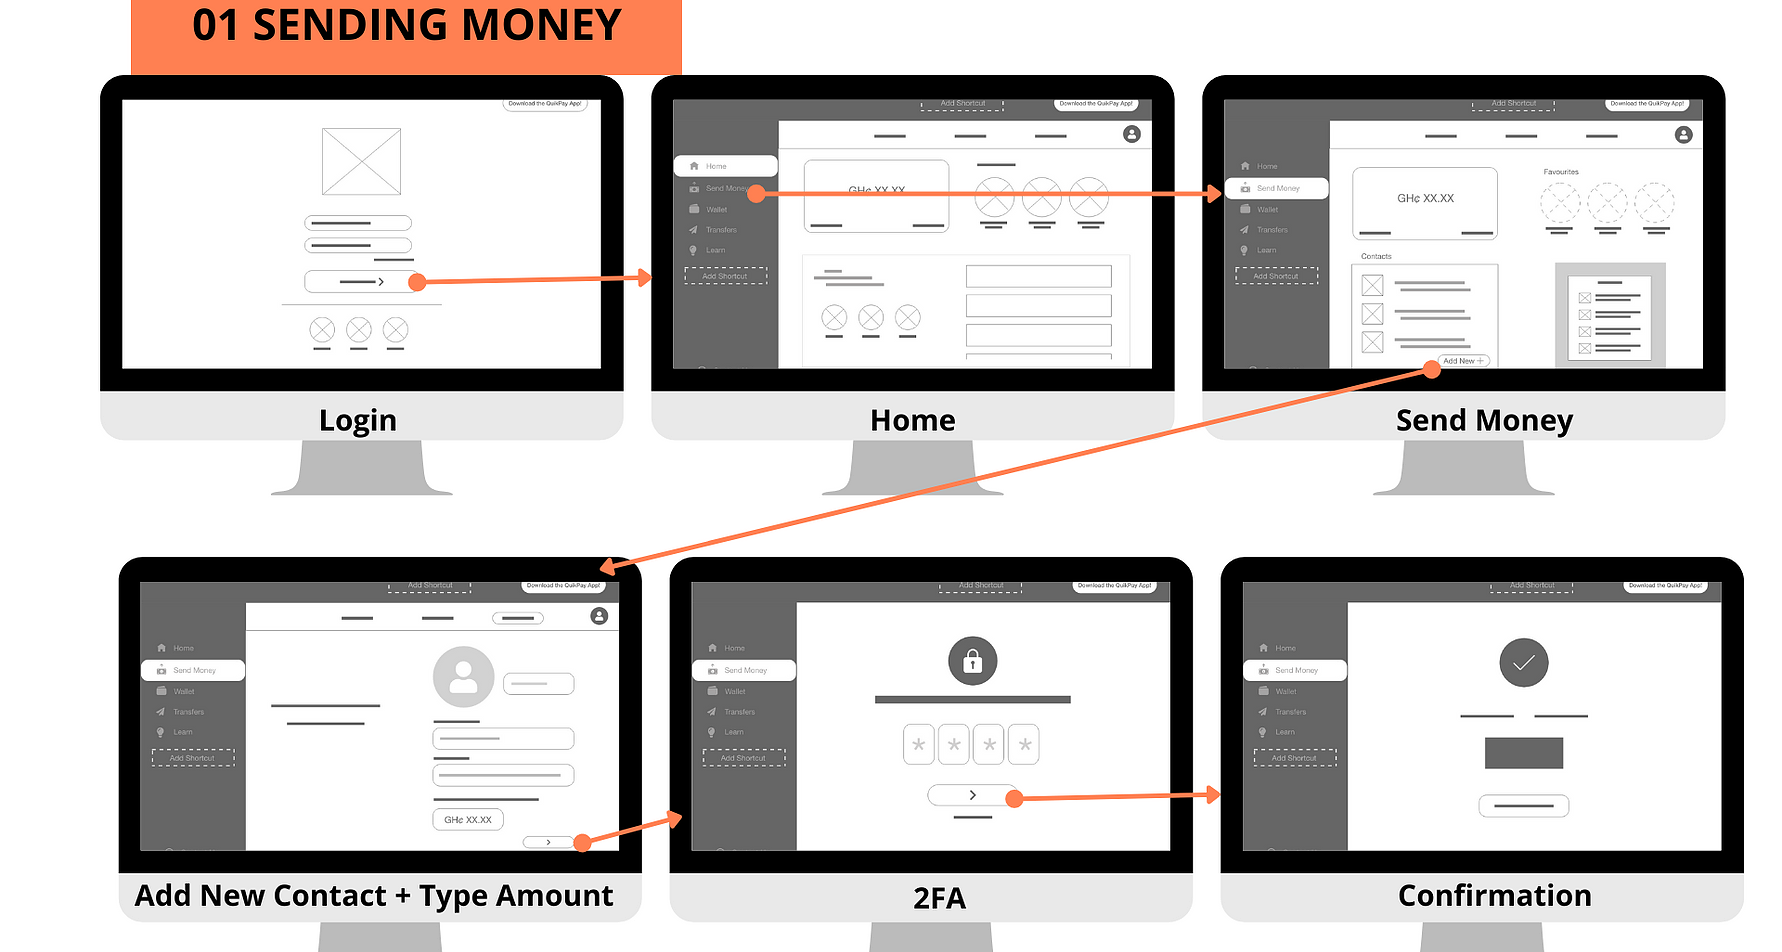 01 SENDING MONEY
Download the QuikPay App!
Login
Add Shortcut
Download the QuikPay App!
Home
Send Money
Wallet
Transfers
Learn
Add Shortcut
GH¢ XX.XX
Home
Add Shortcut
Download the QuikPay App!
Home
Send Money
Wallet
Transfers
Learn
Add Shortcut
GH¢ XX.XX
Favourites
Contacts
Add New +
Send Money
Add Shortcut
Download the QuikPay App!
Home
Send Money
Wallet
Transfers
Learn
Add Shortcut
GH¢ XX.XX
Add New Contact + Type Amount
Add Shortcut
Download the QuikPay App!
Home
Send Money
Wallet
Transfers
Learn
Add Shortcut
* * * *
2FA
Add Shortcut
Download the QuikPay App!
Home
Send Money
Wallet
Transfers
Learn
Add Shortcut
Confirmation